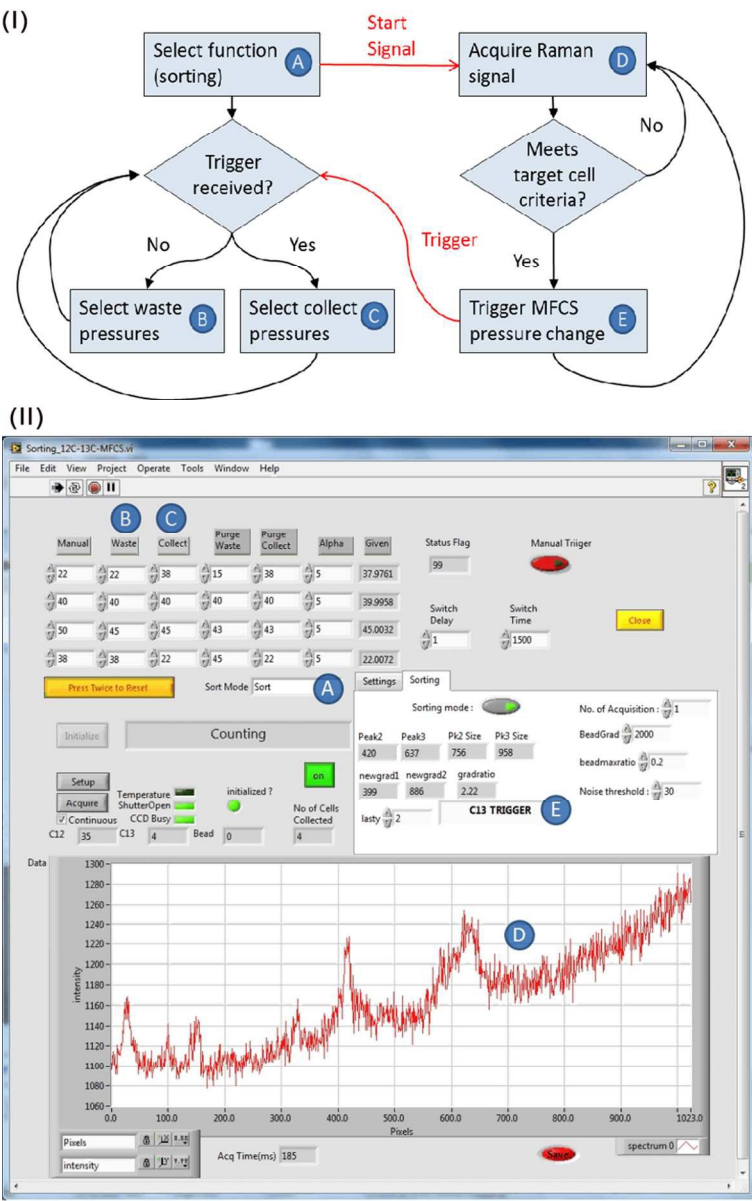 (I)
Select function (sorting) A
Start Signal
Acquire Raman signal D
No
Trigger received?
Meets target cell criteria?
No
Yes
Trigger
Yes
Select waste pressures B
Select collect pressures C
Trigger MFCS pressure change E
(II)
Sorting_12C-13C-MFCS.vi
File Edit View Project Operate Tools Window Help
2
B C
Manual Waste Collect Purge Waste Purge Collect Alpha Given
22 22 38 15 38 5 37.9761
40 40 40 40 40 5 39.9958
50 45 45 43 43 5 45.0032
38 38 22 45 22 5 22.0072
Status Flag
99
Manual Triiger
Switch Delay
1
Switch Time
1500
Close
Press Twice to Reset
Sort Mode Sort A
Settings Sorting
Sorting mode :
No. of Acquisition : 1
Initialize
Counting
Peak2 Peak3 Pk2 Size Pk3 Size
420 637 756 958
BeadGrad 2000
beadmaxratio 0.2
newgrad1 newgrad2 gradratio
399 886 2.22
Noise threshold : 30
lasty 2
C13 TRIGGER E
Setup
Acquire
Continuous
Temperature
ShutterOpen
CCD Busy
initialized ?
on
No of Cells Collected
4
C12 35 C13 4 Bead 0
Data
1300
1280
1260
1240
1220
1200
1180
1160
1140
1120
1100
1080
1060
intensity
D
0.0 100.0 200.0 300.0 400.0 500.0 600.0 700.0 800.0 900.0 1023.0
Pixels
Pixels
intensity
Acq Time(ms) 185
Save
spectrum 0